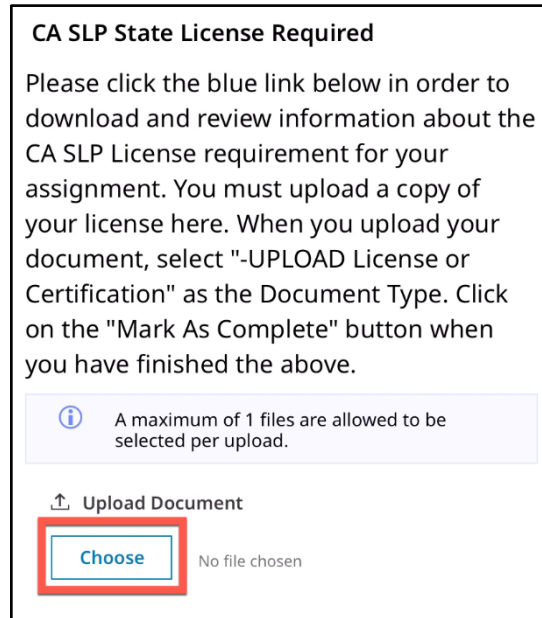 CA SLP State License Required
Please click the blue link below in order to
download and review information about the
CA SLP License requirement for your
assignment. You must upload a copy of
your license here. When you upload your
document, select "-UPLOAD License or
Certification" as the Document Type. Click
on the "Mark As Complete" button when
you have finished the above.
A maximum of 1 files are allowed to be
selected per upload.
Upload Document
Choose No file chosen